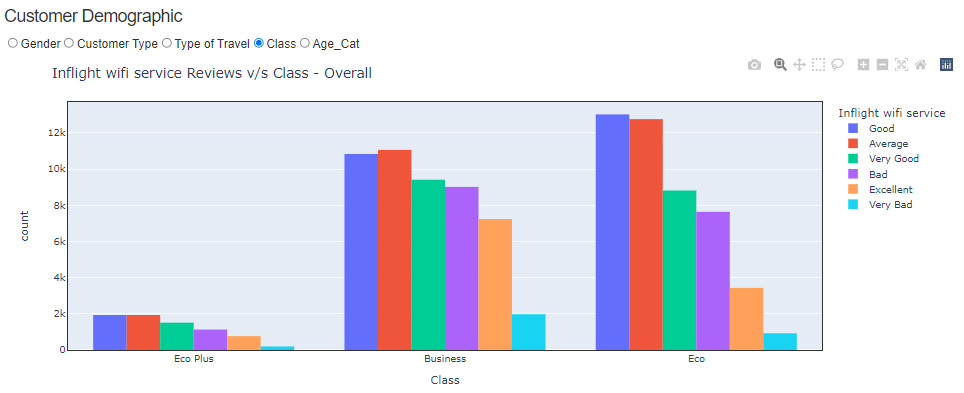 Customer Demographic
Gender Customer Type Type of Travel Class Age_Cat
Inflight wifi service Reviews v/s Class - Overall
Inflight wifi service
Good
Average
Very Good
Bad
Excellent
Very Bad
12k
10k
8k
6k
4k
2k
0
count
Eco Plus Business Eco
Class